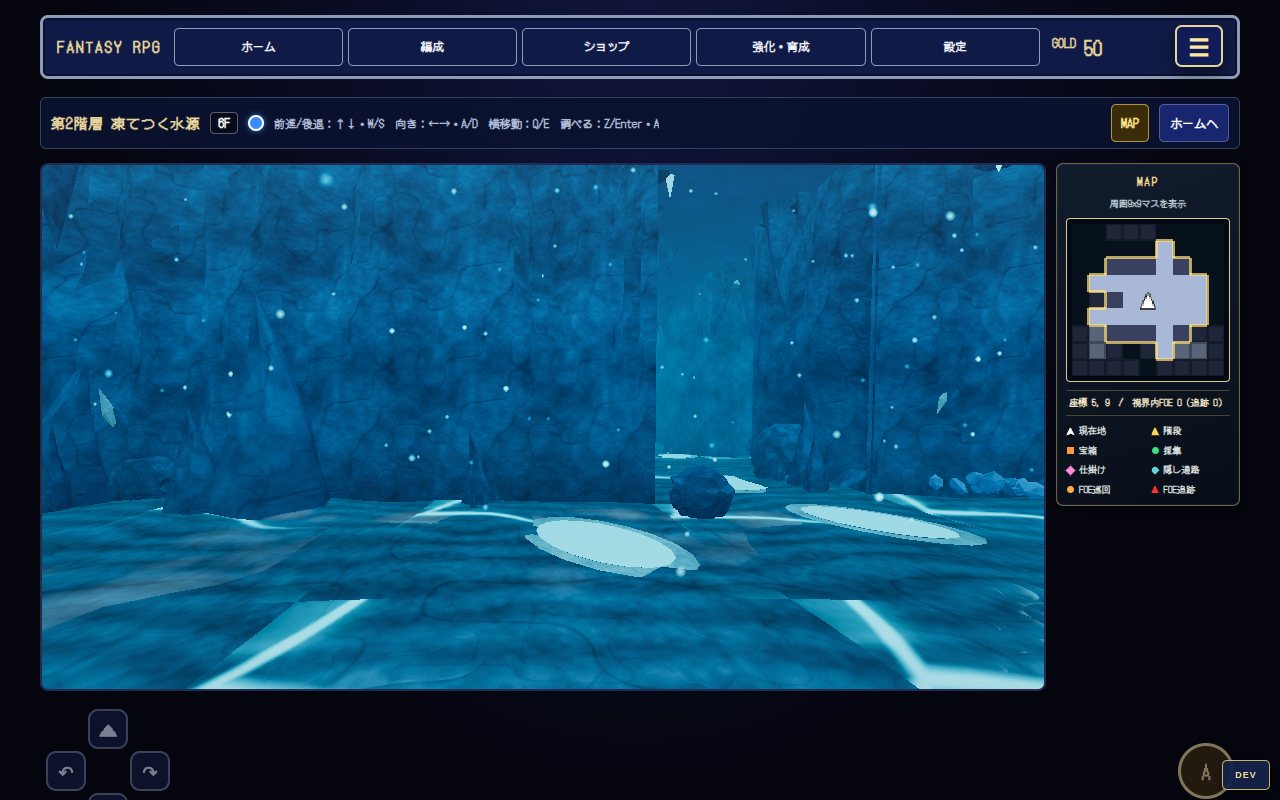 FANTASY RPG
ホーム
編成
ショップ
強化・育成
設定
GOLD 50
第2階層 凍てつく水源
6F
前進/後退：↑↓・W/S 向き：←→・A/D 横移動：Q/E 調べる：Z/Enter・A
MAP
ホームへ
MAP
周囲9x9マスを表示
座標 5, 9 / 視界内FOE 0（追跡 0）
現在地
階段
宝箱
採集
仕掛け
隠し通路
FOE巡回
FOE追跡
A
DEV